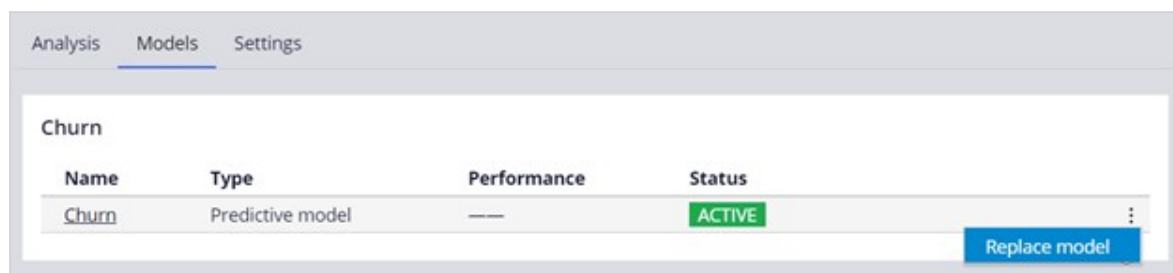 Analysis Models Settings
Churn
Name Type Performance Status
Churn Predictive model —— ACTIVE
Replace model